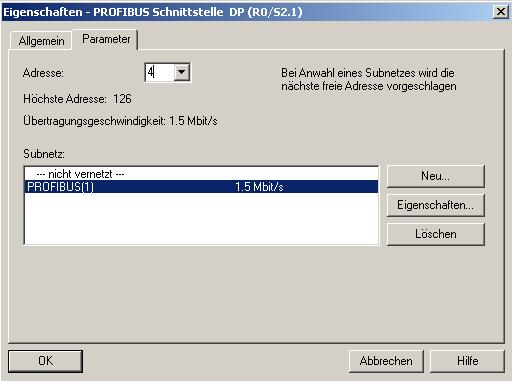 Eigenschaften - PROFIBUS Schnittstelle DP (R0/S2.1)
Allgemein Parameter
Adresse: 4
Bei Anwahl eines Subnetzes wird die
nächste freie Adresse vorgeschlagen
Höchste Adresse: 126
Übertragungsgeschwindigkeit: 1.5 Mbit/s
Subnetz:
--- nicht vernetzt ---
PROFIBUS(1) 1.5 Mbit/s
Neu...
Eigenschaften...
Löschen
OK Abbrechen Hilfe